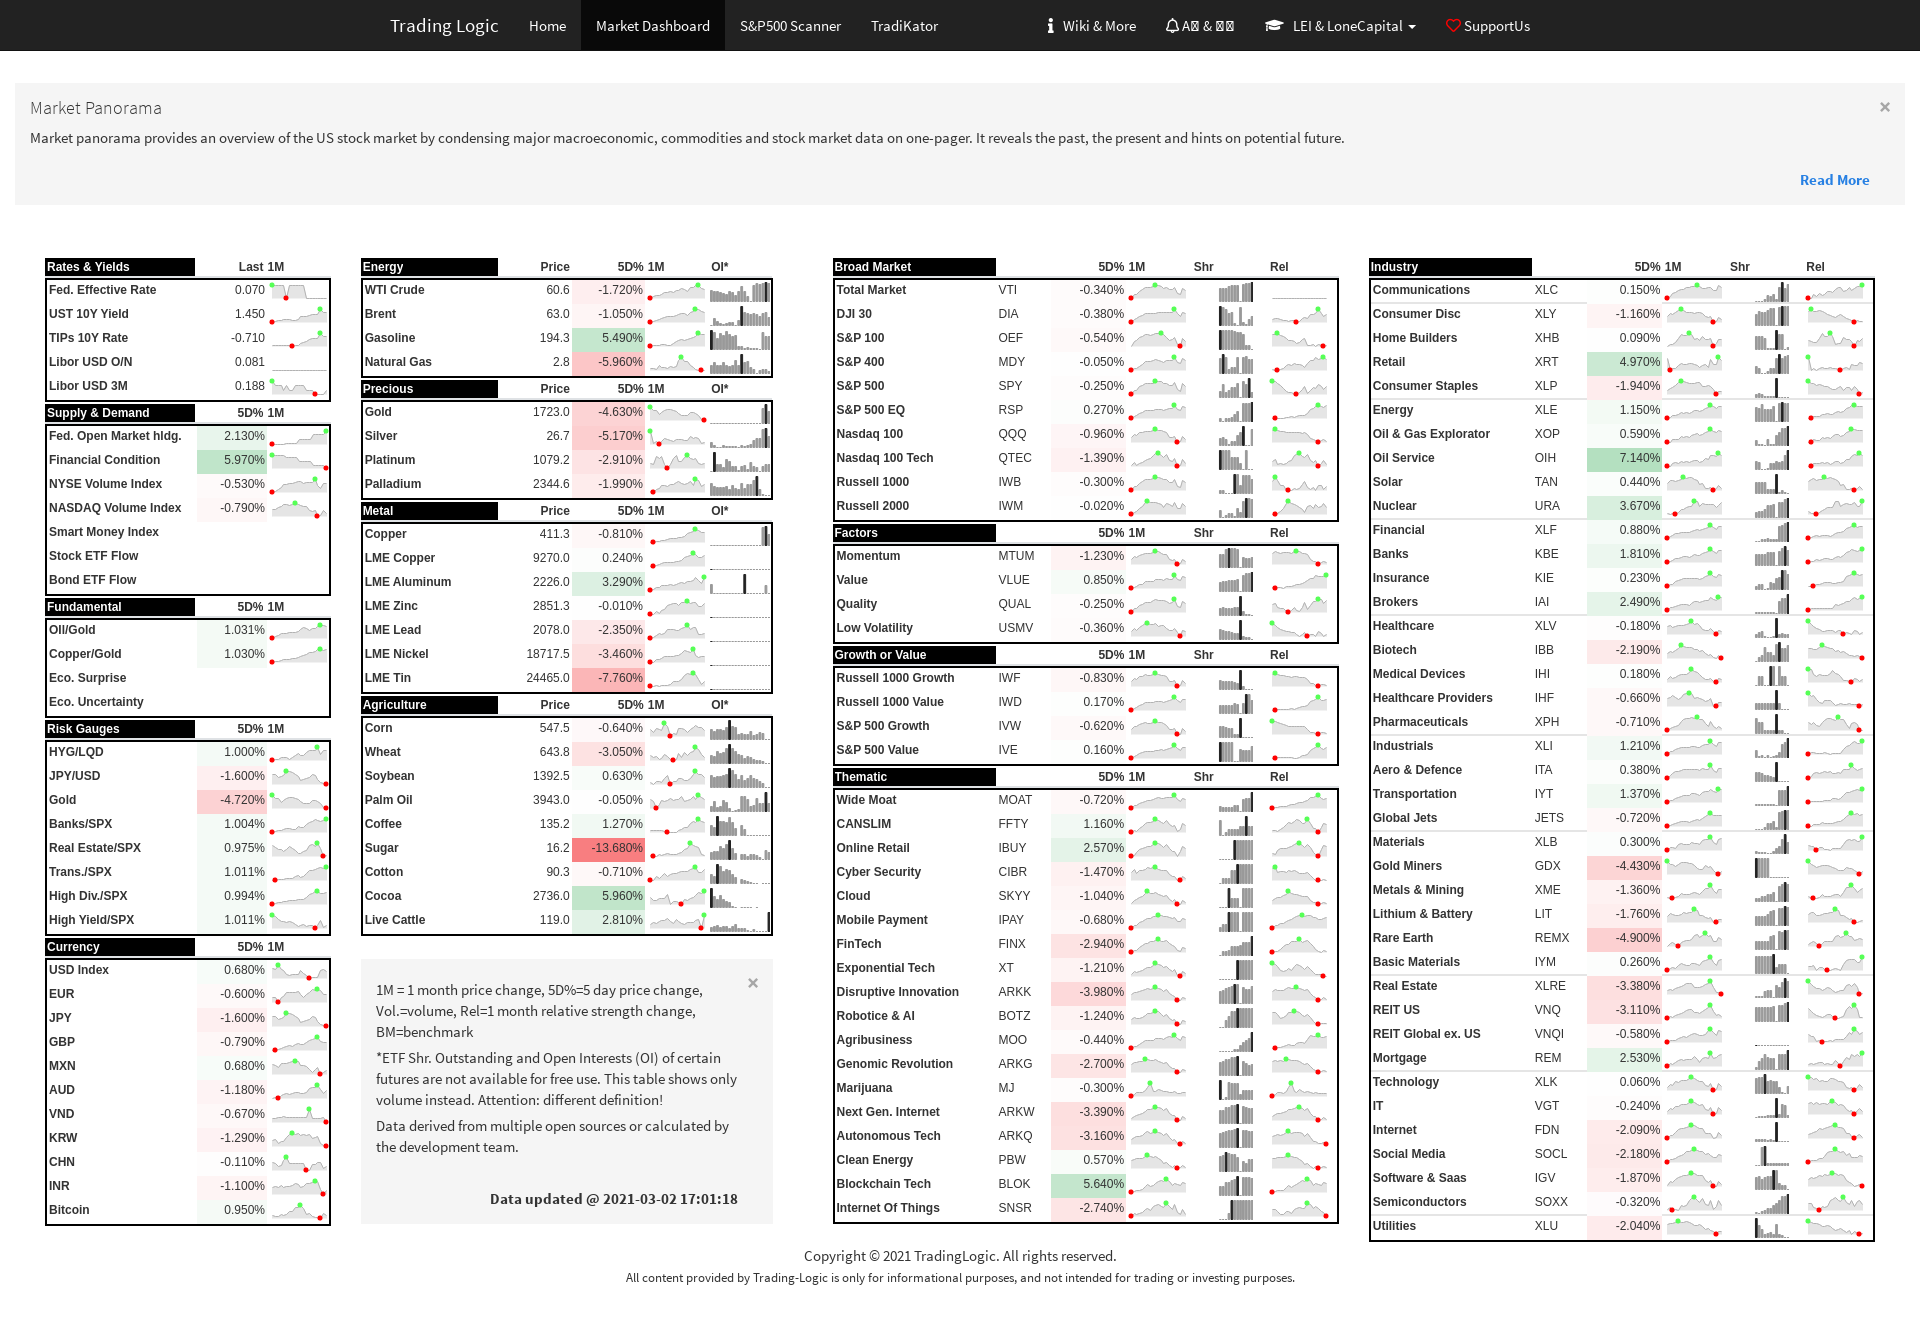 Trading Logic Home Market Dashboard S&P500 Scanner TradiKator Wiki & More A & LEI & LoneCapital SupportUs
Market Panorama ×
Market panorama provides an overview of the US stock market by condensing major macroeconomic, commodities and stock market data on one-pager. It reveals the past, the present and hints on potential future.
Read More
Rates & Yields Last 1M
Fed. Effective Rate 0.070
UST 10Y Yield 1.450
TIPs 10Y Rate -0.710
Libor USD O/N 0.081
Libor USD 3M 0.188
Supply & Demand 5D% 1M
Fed. Open Market hldg. 2.130%
Financial Condition 5.970%
NYSE Volume Index -0.530%
NASDAQ Volume Index -0.790%
Smart Money Index
Stock ETF Flow
Bond ETF Flow
Fundamental 5D% 1M
OIl/Gold 1.031%
Copper/Gold 1.030%
Eco. Surprise
Eco. Uncertainty
Risk Gauges 5D% 1M
HYG/LQD 1.000%
JPY/USD -1.600%
Gold -4.720%
Banks/SPX 1.004%
Real Estate/SPX 0.975%
Trans./SPX 1.011%
High Div./SPX 0.994%
High Yield/SPX 1.011%
Currency 5D% 1M
USD Index 0.680%
EUR -0.600%
JPY -1.600%
GBP -0.790%
MXN 0.680%
AUD -1.180%
VND -0.670%
KRW -1.290%
CHN -0.110%
INR -1.100%
Bitcoin 0.950%
Energy Price 5D% 1M OI*
WTI Crude 60.6 -1.720%
Brent 63.0 -1.050%
Gasoline 194.3 5.490%
Natural Gas 2.8 -5.960%
Precious Price 5D% 1M OI*
Gold 1723.0 -4.630%
Silver 26.7 -5.170%
Platinum 1079.2 -2.910%
Palladium 2344.6 -1.990%
Metal Price 5D% 1M OI*
Copper 411.3 -0.810%
LME Copper 9270.0 0.240%
LME Aluminum 2226.0 3.290%
LME Zinc 2851.3 -0.010%
LME Lead 2078.0 -2.350%
LME Nickel 18717.5 -3.460%
LME Tin 24465.0 -7.760%
Agriculture Price 5D% 1M OI*
Corn 547.5 -0.640%
Wheat 643.8 -3.050%
Soybean 1392.5 0.630%
Palm Oil 3943.0 -0.050%
Coffee 135.2 1.270%
Sugar 16.2 -13.680%
Cotton 90.3 -0.710%
Cocoa 2736.0 5.960%
Live Cattle 119.0 2.810%
×
1M = 1 month price change, 5D%=5 day price change,
Vol.=volume, Rel=1 month relative strength change,
BM=benchmark
*ETF Shr. Outstanding and Open Interests (OI) of certain
futures are not available for free use. This table shows only
volume instead. Attention: different definition!
Data derived from multiple open sources or calculated by
the development team.
Data updated @ 2021-03-02 17:01:18
Broad Market 5D% 1M Shr Rel
Total Market VTI -0.340%
DJI 30 DIA -0.380%
S&P 100 OEF -0.540%
S&P 400 MDY -0.050%
S&P 500 SPY -0.250%
S&P 500 EQ RSP 0.270%
Nasdaq 100 QQQ -0.960%
Nasdaq 100 Tech QTEC -1.390%
Russell 1000 IWB -0.300%
Russell 2000 IWM -0.020%
Factors 5D% 1M Shr Rel
Momentum MTUM -1.230%
Value VLUE 0.850%
Quality QUAL -0.250%
Low Volatility USMV -0.360%
Growth or Value 5D% 1M Shr Rel
Russell 1000 Growth IWF -0.830%
Russell 1000 Value IWD 0.170%
S&P 500 Growth IVW -0.620%
S&P 500 Value IVE 0.160%
Thematic 5D% 1M Shr Rel
Wide Moat MOAT -0.720%
CANSLIM FFTY 1.160%
Online Retail IBUY 2.570%
Cyber Security CIBR -1.470%
Cloud SKYY -1.040%
Mobile Payment IPAY -0.680%
FinTech FINX -2.940%
Exponential Tech XT -1.210%
Disruptive Innovation ARKK -3.980%
Robotice & AI BOTZ -1.240%
Agribusiness MOO -0.440%
Genomic Revolution ARKG -2.700%
Marijuana MJ -0.300%
Next Gen. Internet ARKW -3.390%
Autonomous Tech ARKQ -3.160%
Clean Energy PBW 0.570%
Blockchain Tech BLOK 5.640%
Internet Of Things SNSR -2.740%
Industry 5D% 1M Shr Rel
Communications XLC 0.150%
Consumer Disc XLY -1.160%
Home Builders XHB 0.090%
Retail XRT 4.970%
Consumer Staples XLP -1.940%
Energy XLE 1.150%
Oil & Gas Explorator XOP 0.590%
Oil Service OIH 7.140%
Solar TAN 0.440%
Nuclear URA 3.670%
Financial XLF 0.880%
Banks KBE 1.810%
Insurance KIE 0.230%
Brokers IAI 2.490%
Healthcare XLV -0.180%
Biotech IBB -2.190%
Medical Devices IHI 0.180%
Healthcare Providers IHF -0.660%
Pharmaceuticals XPH -0.710%
Industrials XLI 1.210%
Aero & Defence ITA 0.380%
Transportation IYT 1.370%
Global Jets JETS -0.720%
Materials XLB 0.300%
Gold Miners GDX -4.430%
Metals & Mining XME -1.360%
Lithium & Battery LIT -1.760%
Rare Earth REMX -4.900%
Basic Materials IYM 0.260%
Real Estate XLRE -3.380%
REIT US VNQ -3.110%
REIT Global ex. US VNQI -0.580%
Mortgage REM 2.530%
Technology XLK 0.060%
IT VGT -0.240%
Internet FDN -2.090%
Social Media SOCL -2.180%
Software & Saas IGV -1.870%
Semiconductors SOXX -0.320%
Utilities XLU -2.040%
Copyright © 2021 TradingLogic. All rights reserved.
All content provided by Trading-Logic is only for informational purposes, and not intended for trading or investing purposes.